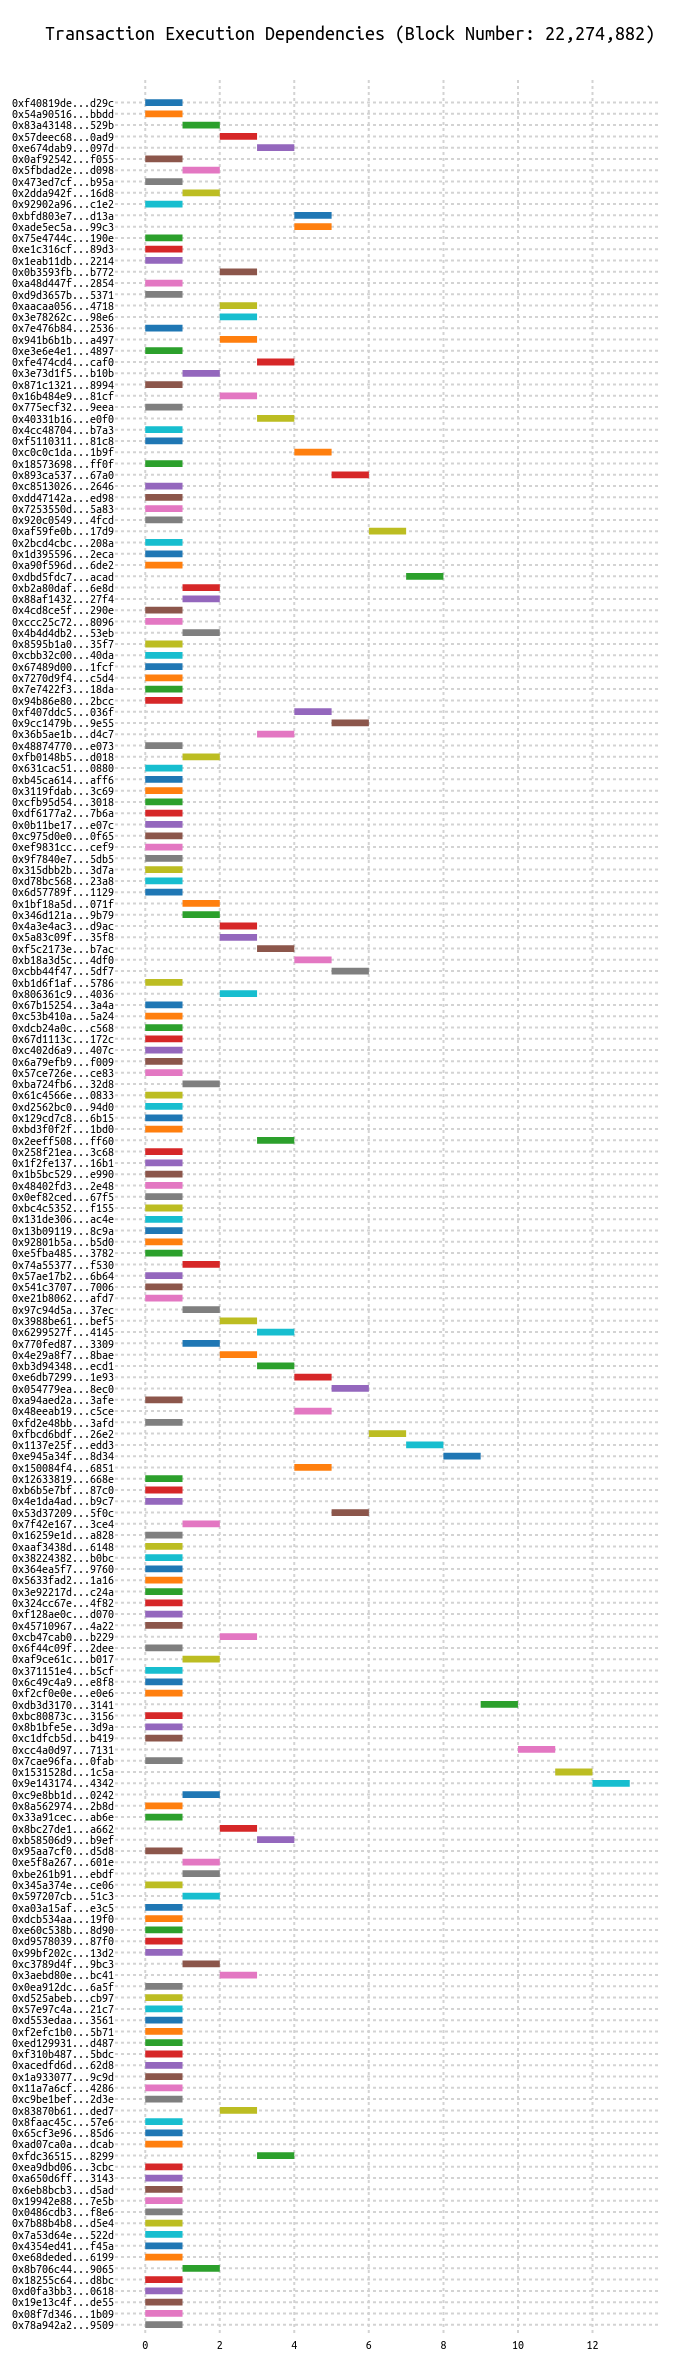 Transaction Execution Dependencies (Block Number: 22,274,882)
0xf40819de...d29c
0x54a90516...bbdd
0x83a43148...529b
0x57deec68...0ad9
0xe674dab9...097d
0x0af92542...f055
0x5fbdad2e...d098
0x473ed7cf...b95a
0x2dda942f...16d8
0x92902a96...c1e2
0xbfd803e7...d13a
0xade5ec5a...99c3
0x75e4744c...190e
0xe1c316cf...89d3
0x1eab11db...2214
0x0b3593fb...b772
0xa48d447f...2854
0xd9d3657b...5371
0xaacaa056...4718
0x3e78262c...98e6
0x7e476b84...2536
0x941b6b1b...a497
0xe3e6e4e1...4897
0xfe474cd4...caf0
0x3e73d1f5...b10b
0x871c1321...8994
0x16b484e9...81cf
0x775ecf32...9eea
0x40331b16...e0f0
0x4cc48704...b7a3
0xf5110311...81c8
0xc0c0c1da...1b9f
0x18573698...ff0f
0x893ca537...67a0
0xc8513026...2646
0xdd47142a...ed98
0x7253550d...5a83
0x920c0549...4fcd
0xaf59fe0b...17d9
0x2bcd4cbc...208a
0x1d395596...2eca
0xa90f596d...6de2
0xdbd5fdc7...acad
0xb2a80daf...6e8d
0x88af1432...27f4
0x4cd8ce5f...290e
0xccc25c72...8096
0x4b4d4db2...53eb
0x8595b1a0...35f7
0xcbb32c00...40da
0x67489d00...1fcf
0x7270d9f4...c5d4
0x7e7422f3...18da
0x94b86e80...2bcc
0xf407ddc5...036f
0x9cc1479b...9e55
0x36b5ae1b...d4c7
0x48874770...e073
0xfb0148b5...d018
0x631cac51...0880
0xb45ca614...aff6
0x3119fdab...3c69
0xcfb95d54...3018
0xdf6177a2...7b6a
0x0b11be17...e07c
0xc975d0e0...0f65
0xef9831cc...cef9
0x9f7840e7...5db5
0x315dbb2b...3d7a
0xd78bc568...23a8
0x6d57789f...1129
0x1bf18a5d...071f
0x346d121a...9b79
0x4a3e4ac3...d9ac
0x5a83c09f...35f8
0xf5c2173e...b7ac
0xb18a3d5c...4df0
0xcbb44f47...5df7
0xb1d6f1af...5786
0x806361c9...4036
0x67b15254...3a4a
0xc53b410a...5a24
0xdcb24a0c...c568
0x67d1113c...172c
0xc402d6a9...407c
0x6a79efb9...f009
0x57ce726e...ce83
0xba724fb6...32d8
0x61c4566e...0833
0xd2562bc0...94d0
0x129cd7c8...6b15
0xbd3f0f2f...1bd0
0x2eeff508...ff60
0x258f21ea...3c68
0x1f2fe137...16b1
0x1b5bc529...e990
0x48402fd3...2e48
0x0ef82ced...67f5
0xbc4c5352...f155
0x131de306...ac4e
0x13b09119...8c9a
0x92801b5a...b5d0
0xe5fba485...3782
0x74a55377...f530
0x57ae17b2...6b64
0x541c3707...7006
0xe21b8062...afd7
0x97c94d5a...37ec
0x3988be61...bef5
0x6299527f...4145
0x770fed87...3309
0x4e29a8f7...8bae
0xb3d94348...ecd1
0xe6db7299...1e93
0x054779ea...8ec0
0xa94aed2a...3afe
0x48eeab19...c5ce
0xfd2e48bb...3afd
0xfbcd6bdf...26e2
0x1137e25f...edd3
0xe945a34f...8d34
0x150084f4...6851
0x12633819...668e
0xb6b5e7bf...87c0
0x4e1da4ad...b9c7
0x53d37209...5f0c
0x7f42e167...3ce4
0x16259e1d...a828
0xaaf3438d...6148
0x38224382...b0bc
0x364ea5f7...9760
0x5633fad2...1a16
0x3e92217d...c24a
0x324cc67e...4f82
0xf128ae0c...d070
0x45710967...4a22
0xcb47cab0...b229
0x6f44c09f...2dee
0xaf9ce61c...b017
0x371151e4...b5cf
0x6c49c4a9...e8f8
0xf2cf0e0e...e0e6
0xdb3d3170...3141
0xbc80873c...3156
0x8b1bfe5e...3d9a
0xc1dfcb5d...b419
0xcc4a0d97...7131
0x7cae96fa...0fab
0x1531528d...1c5a
0x9e143174...4342
0xc9e8bb1d...0242
0x8a562974...2b8d
0x33a91cec...ab6e
0x8bc27de1...a662
0xb58506d9...b9ef
0x95aa7cf0...d5d8
0xe5f8a267...601e
0xbe261b91...ebdf
0x345a374e...ce06
0x597207cb...51c3
0xa03a15af...e3c5
0xdcb534aa...19f0
0xe60c538b...8d90
0xd9578039...87f0
0x99bf202c...13d2
0xc3789d4f...9bc3
0x3aebd80e...bc41
0x0ea912dc...6a5f
0xd525abeb...cb97
0x57e97c4a...21c7
0xd553edaa...3561
0xf2efc1b0...5b71
0xed129931...d487
0xf310b487...5bdc
0xacedfd6d...62d8
0x1a933077...9c9d
0x11a7a6cf...4286
0xc9be1bef...2d3e
0x83870b61...ded7
0x8faac45c...57e6
0x65cf3e96...85d6
0xad07ca0a...dcab
0xfdc36515...8299
0xea9dbd06...3cbc
0xa650d6ff...3143
0x6eb8bcb3...d5ad
0x19942e88...7e5b
0x0486cdb3...f8e6
0x7b88b4b8...d5e4
0x7a53d64e...522d
0x4354ed41...f45a
0xe68deded...6199
0x8b706c44...9065
0x18255c64...d8bc
0xd0fa3bb3...0618
0x19e13c4f...de55
0x08f7d346...1b09
0x78a942a2...9509
0 2 4 6 8 10 12